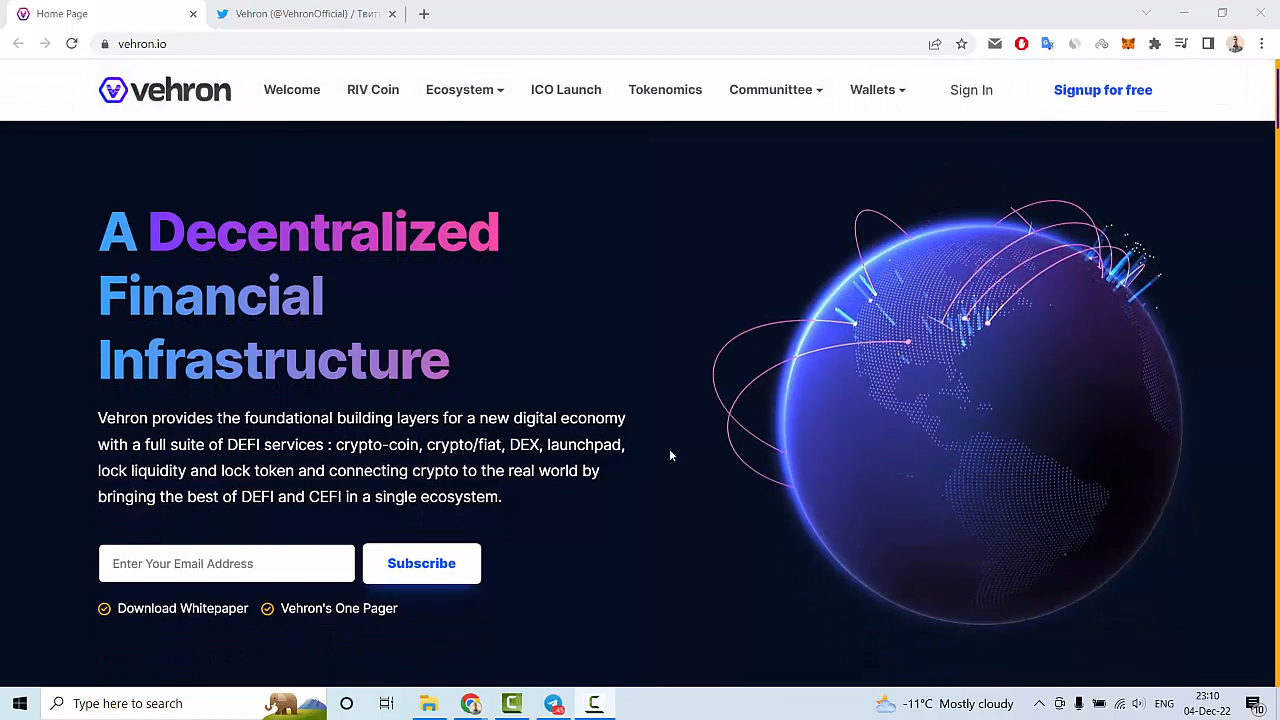 Home Page
Vehron (@VehronOfficial) / Твит
vehron.io
vehron
Welcome
RIV Coin
Ecosystem
ICO Launch
Tokenomics
Communittee
Wallets
Sign In
Signup for free
A Decentralized
Financial
Infrastructure
Vehron provides the foundational building layers for a new digital economy
with a full suite of DEFI services : crypto-coin, crypto/fiat, DEX, launchpad,
lock liquidity and lock token and connecting crypto to the real world by
bringing the best of DEFI and CEFI in a single ecosystem.
Enter Your Email Address
Subscribe
Download Whitepaper
Vehron's One Pager
Type here to search
45
-11°C Mostly cloudy
ENG
23:10
04-Dec-22
10